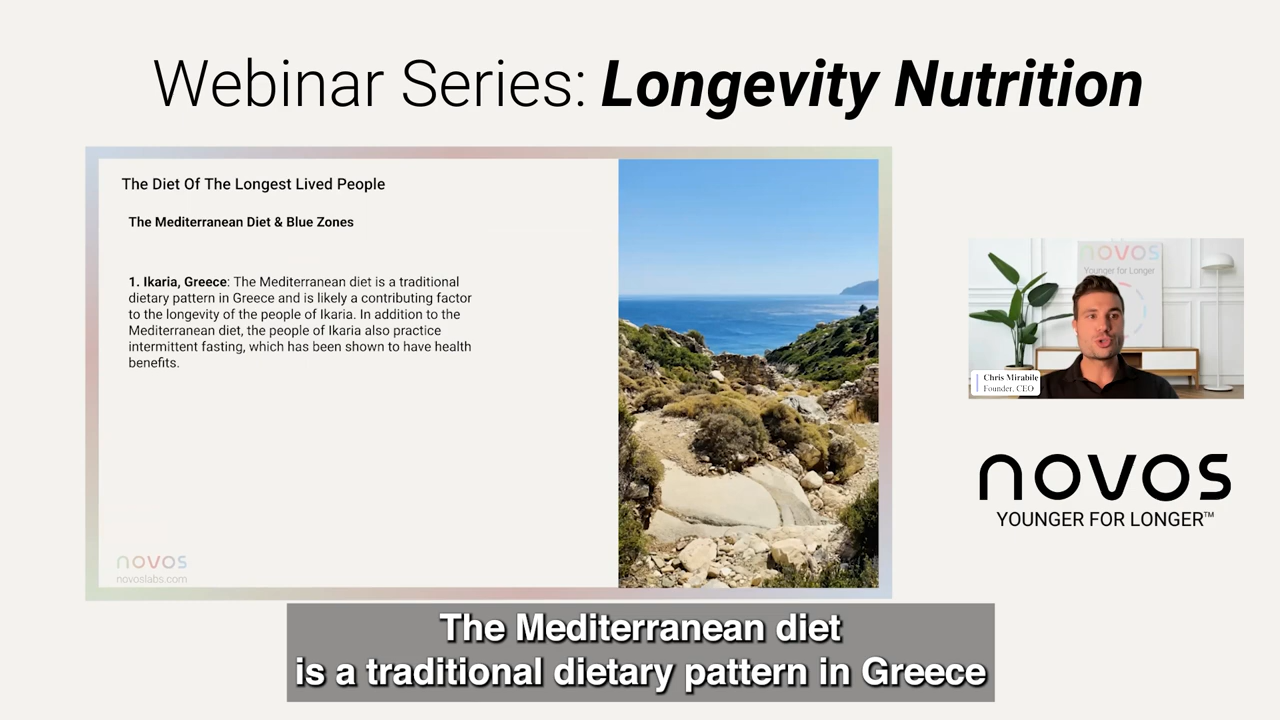 Webinar Series: Longevity Nutrition
The Diet Of The Longest Lived People
The Mediterranean Diet & Blue Zones
1. Ikaria, Greece: The Mediterranean diet is a traditional
dietary pattern in Greece and is likely a contributing factor
to the longevity of the people of Ikaria. In addition to the
Mediterranean diet, the people of Ikaria also practice
intermittent fasting, which has been shown to have health
benefits.
novos
novoslabs.com
novos
Younger for Longer
Chris Mirabile
Founder, CEO
novos
YOUNGER FOR LONGER™
The Mediterranean diet
is a traditional dietary pattern in Greece